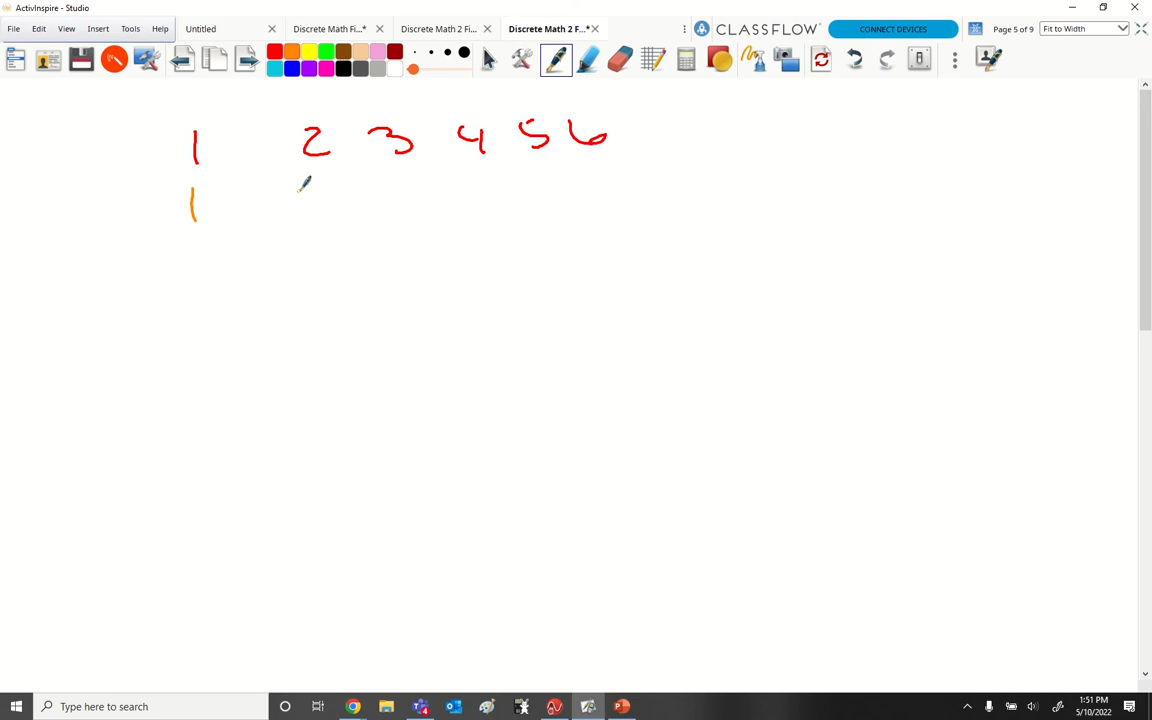 ActivInspire - Studio
File Edit View Insert Tools Help Untitled Discrete Math Fi...* Discrete Math 2 Fi... Discrete Math 2 F...* CLASSFLOW CONNECT DEVICES Page 5 of 9 Fit to Width
1 2 3 4 5 6
1
Type here to search
1:51 PM
5/10/2022